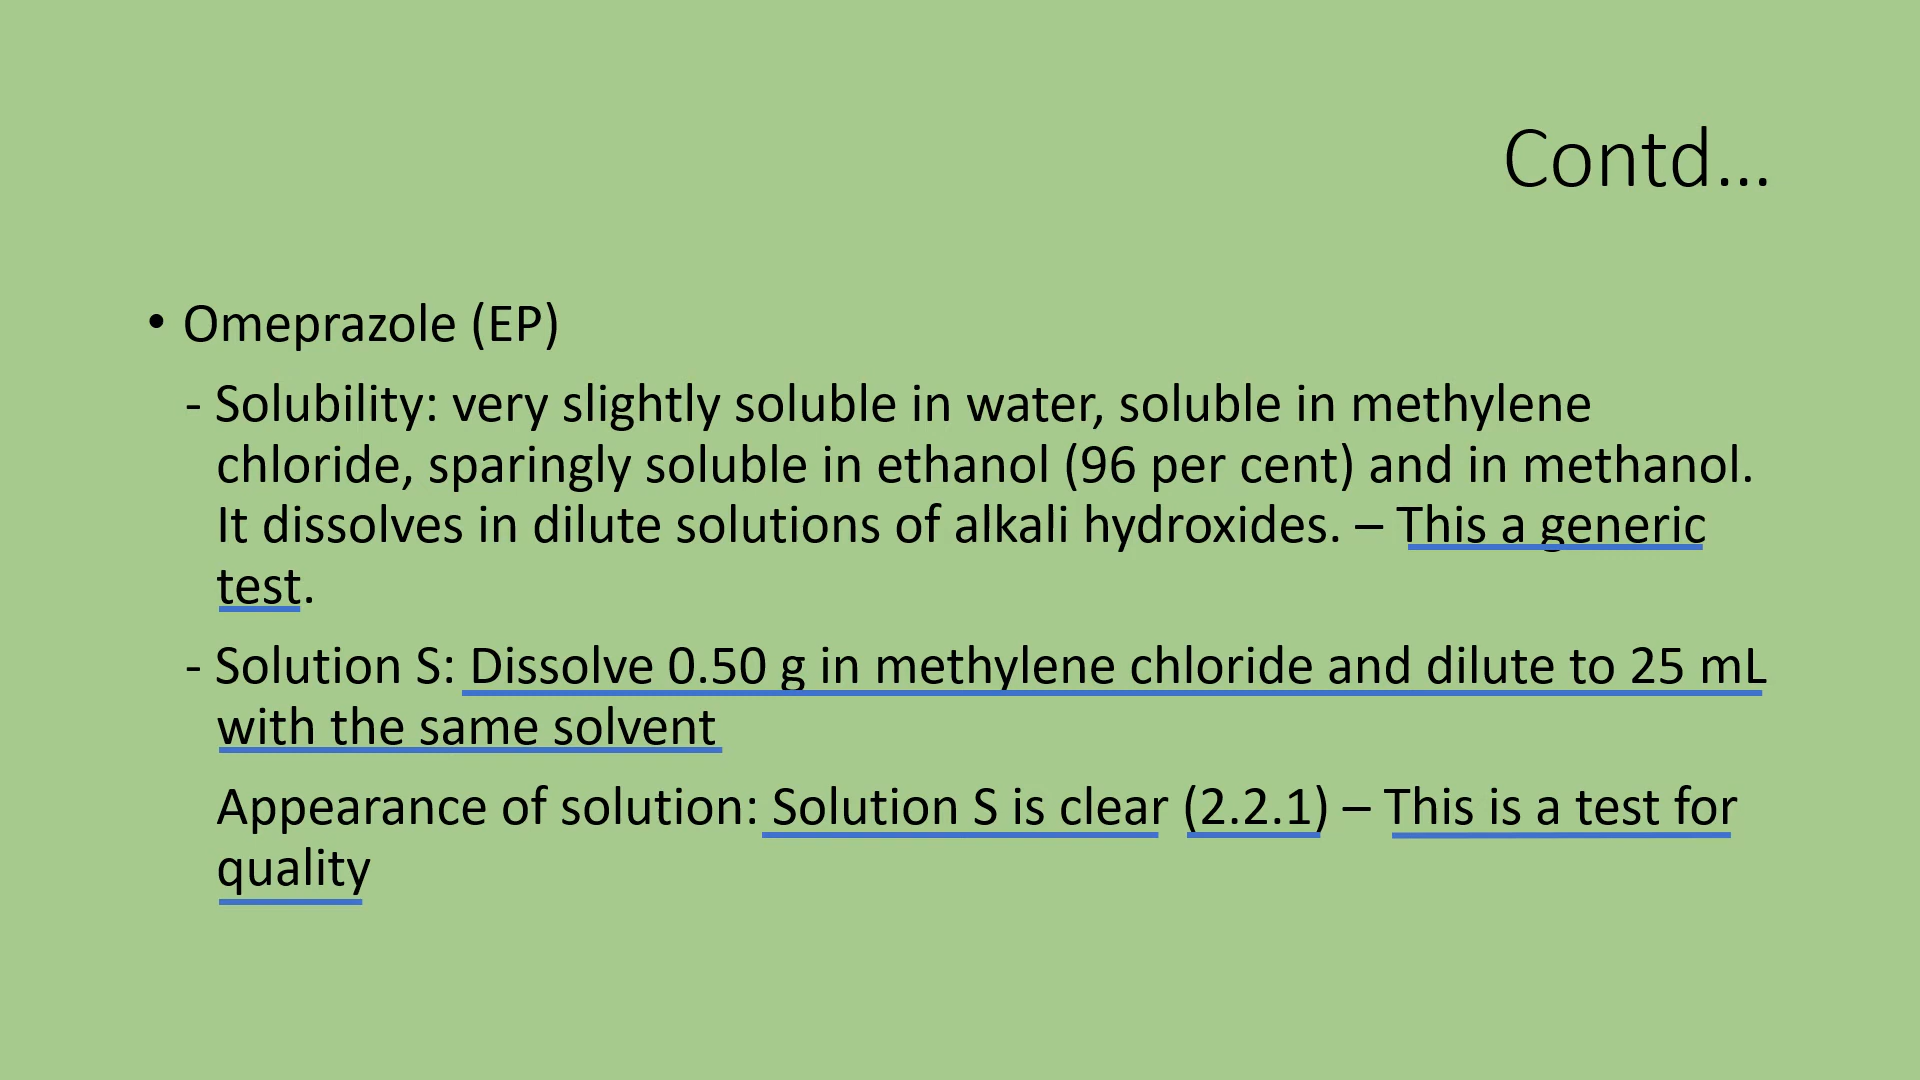 Contd...
• Omeprazole (EP)
- Solubility: very slightly soluble in water, soluble in methylene
chloride, sparingly soluble in ethanol (96 per cent) and in methanol.
It dissolves in dilute solutions of alkali hydroxides. – This a generic
test.
- Solution S: Dissolve 0.50 g in methylene chloride and dilute to 25 mL
with the same solvent
Appearance of solution: Solution S is clear (2.2.1) – This is a test for
quality